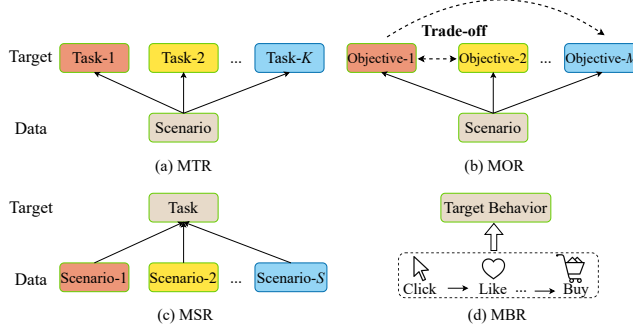 Trade-off
Target Task-1 Task-2 ... Task-K Objective-1 Objective-2 ... Objective-M
Data Scenario Scenario
(a) MTR (b) MOR
Target Task Target Behavior
Data Scenario-1 Scenario-2 ... Scenario-S Click Like ... Buy
(c) MSR (d) MBR